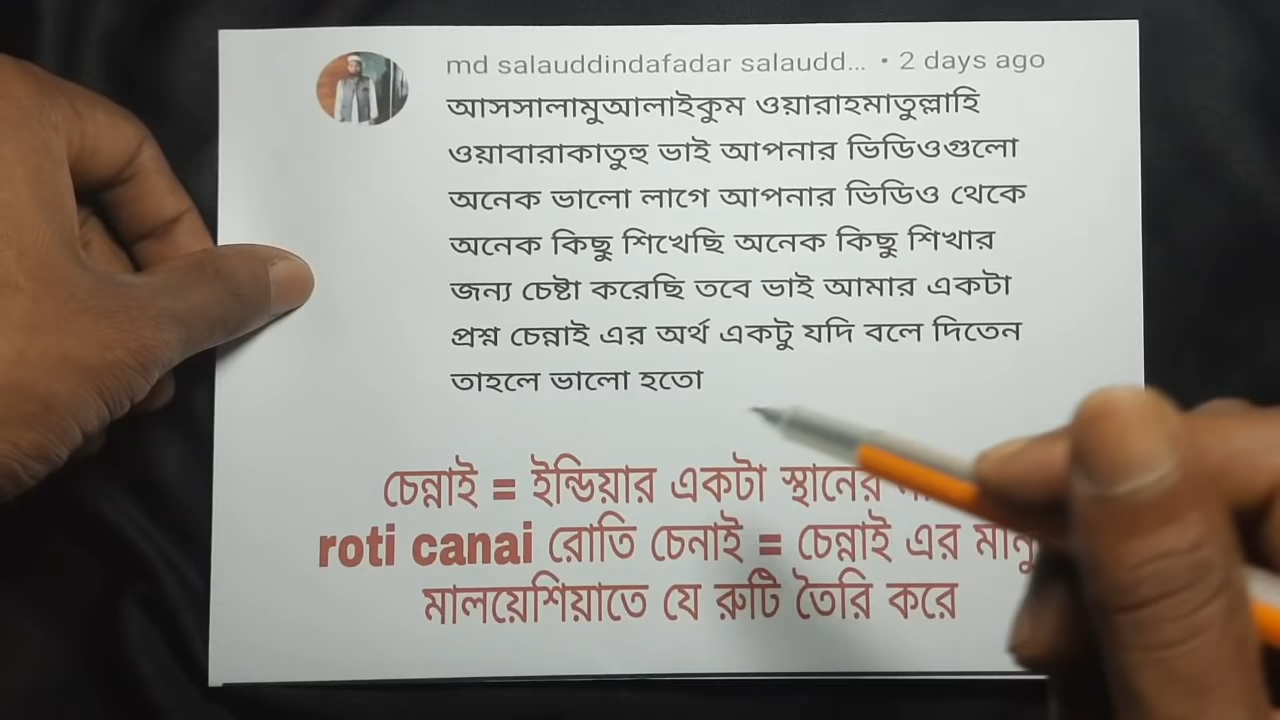 md salauddindafadar salaudd... • 2 days ago
আসসালামুআলাইকুম ওয়ারাহমাতুল্লাহি
ওয়াবারাকাতুহু ভাই আপনার ভিডিওগুলো
অনেক ভালো লাগে আপনার ভিডিও থেকে
অনেক কিছু শিখেছি অনেক কিছু শিখার
জন্য চেষ্টা করেছি তবে ভাই আমার একটা
প্রশ্ন চেন্নাই এর অর্থ একটু যদি বলে দিতেন
তাহলে ভালো হতো
চেন্নাই = ইন্ডিয়ার একটা স্থানের
roti canai রোতি চেনাই = চেন্নাই এর
মালয়েশিয়াতে যে রুটি তৈরি করে